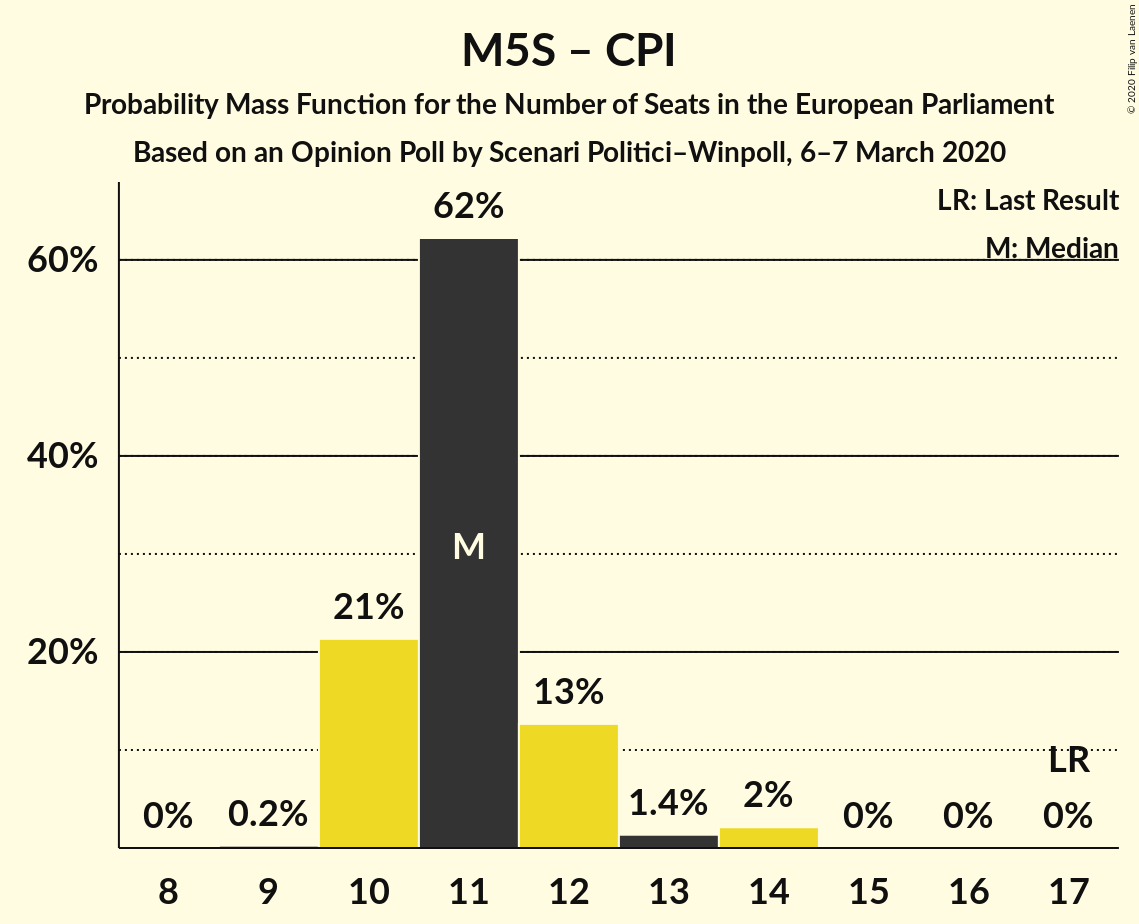 M5S – CPI
Probability Mass Function for the Number of Seats in the European Parliament
Based on an Opinion Poll by Scenari Politici–Winpoll, 6–7 March 2020
© 2020 Filip van Laenen
LR: Last Result
M: Median
60%
40%
20%
0%
0.2%
21%
62%
M
13%
1.4%
2%
0%
0%
LR
0%
8 9 10 11 12 13 14 15 16 17